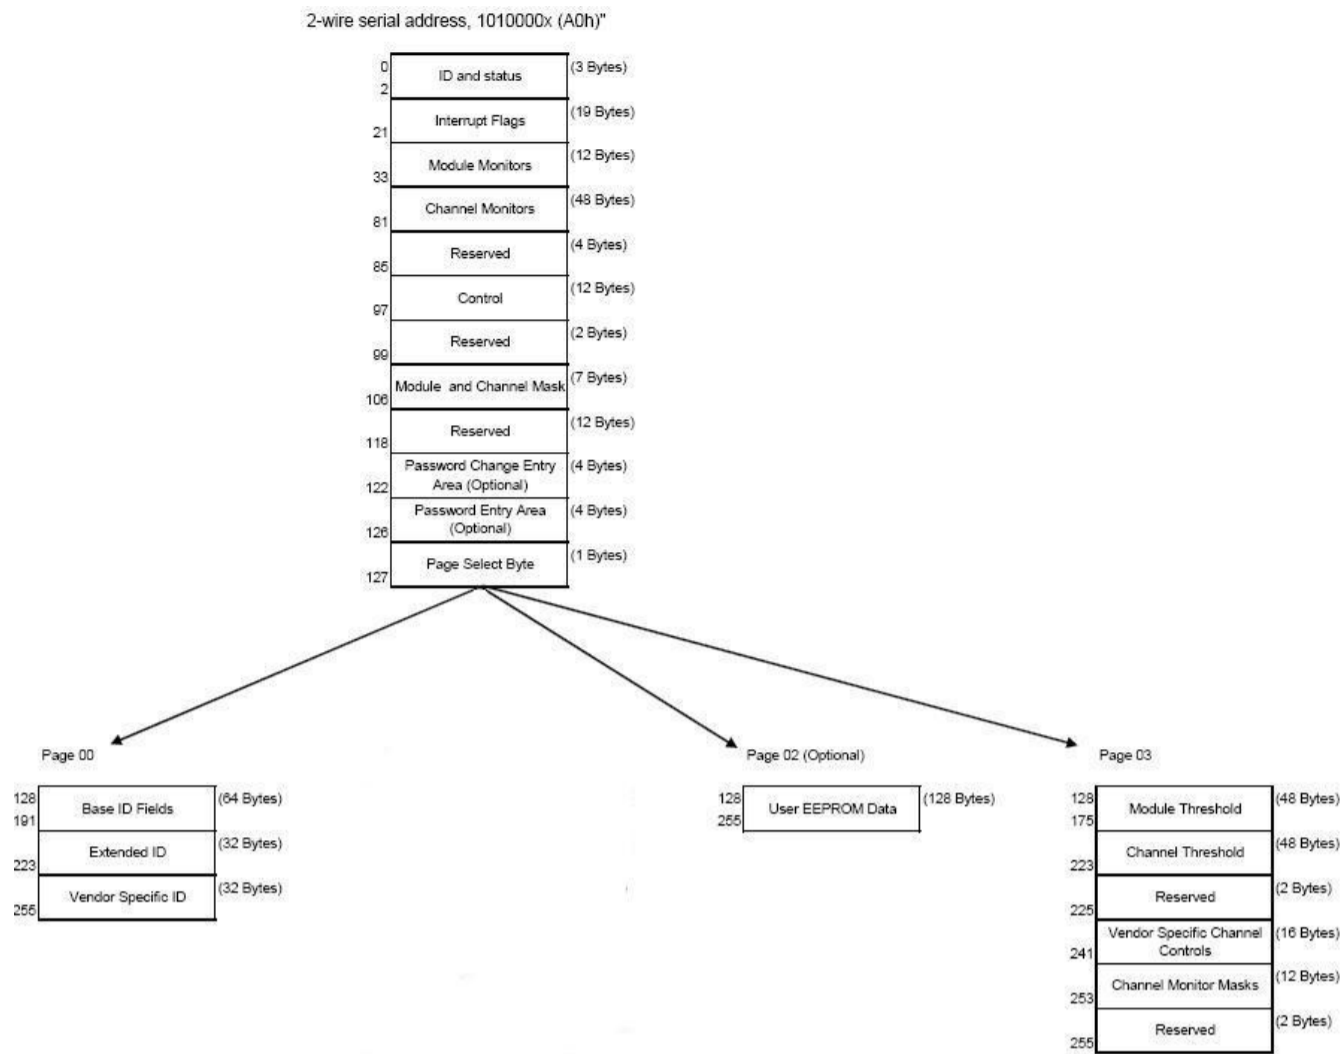 2-wire serial address, 1010000x (A0h)"
0
2
ID and status
(3 Bytes)
21
Interrupt Flags
(19 Bytes)
33
Module Monitors
(12 Bytes)
81
Channel Monitors
(48 Bytes)
85
Reserved
(4 Bytes)
97
Control
(12 Bytes)
99
Reserved
(2 Bytes)
106
Module and Channel Mask
(7 Bytes)
118
Reserved
(12 Bytes)
122
Password Change Entry
Area (Optional)
(4 Bytes)
126
Password Entry Area
(Optional)
(4 Bytes)
127
Page Select Byte
(1 Bytes)
Page 00
128
191
Base ID Fields
(64 Bytes)
223
Extended ID
(32 Bytes)
255
Vendor Specific ID
(32 Bytes)
Page 02 (Optional)
128
255
User EEPROM Data
(128 Bytes)
Page 03
128
175
Module Threshold
(48 Bytes)
223
Channel Threshold
(48 Bytes)
225
Reserved
(2 Bytes)
241
Vendor Specific Channel
Controls
(16 Bytes)
253
Channel Monitor Masks
(12 Bytes)
255
Reserved
(2 Bytes)